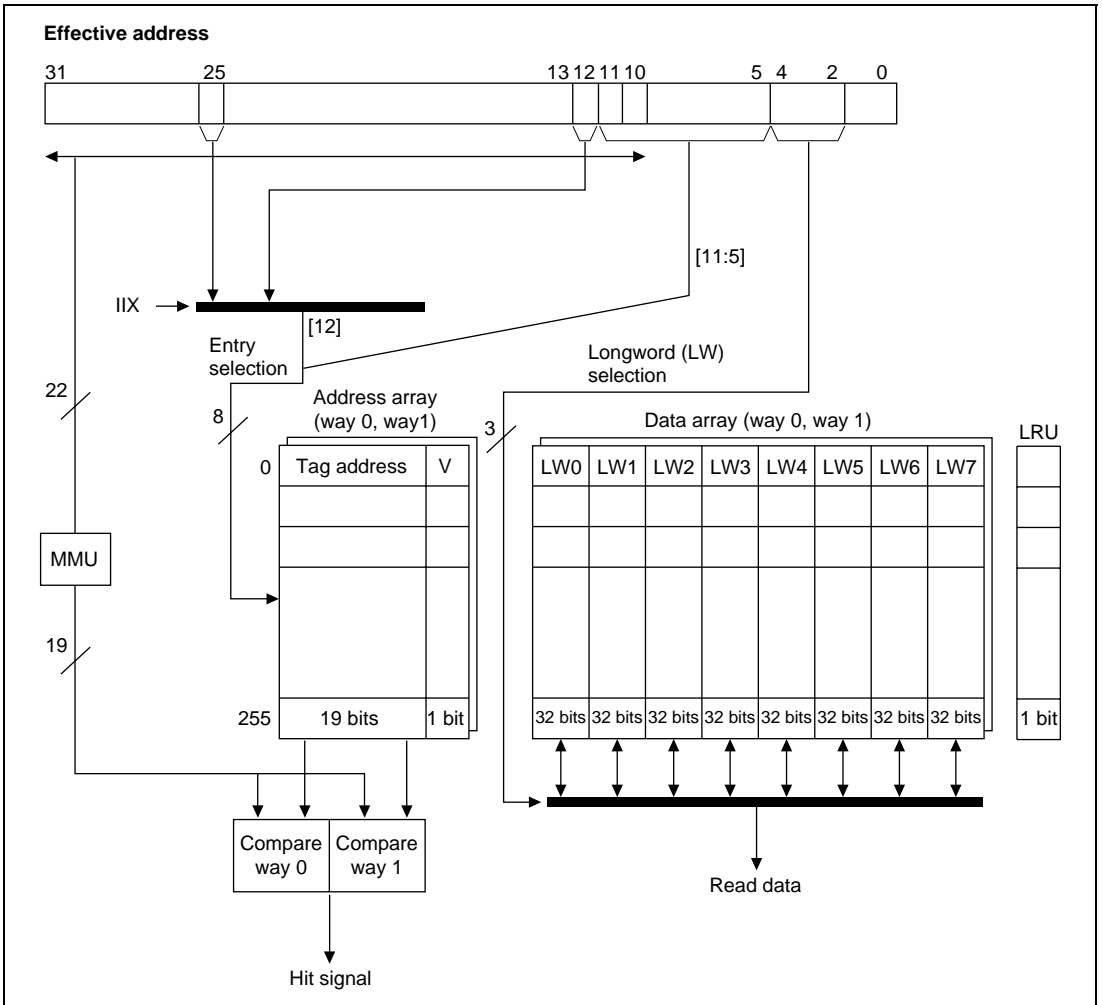 Effective address
31 25 13 12 11 10 5 4 2 0
[11:5]
IIX
[12]
Entry
selection
Longword (LW)
selection
22
8
Address array
(way 0, way1)
3
Data array (way 0, way 1)
LRU
0 Tag address V
LW0 LW1 LW2 LW3 LW4 LW5 LW6 LW7
MMU
19
255 19 bits 1 bit
32 bits 32 bits 32 bits 32 bits 32 bits 32 bits 32 bits 32 bits
1 bit
Compare
way 0
Compare
way 1
Read data
Hit signal